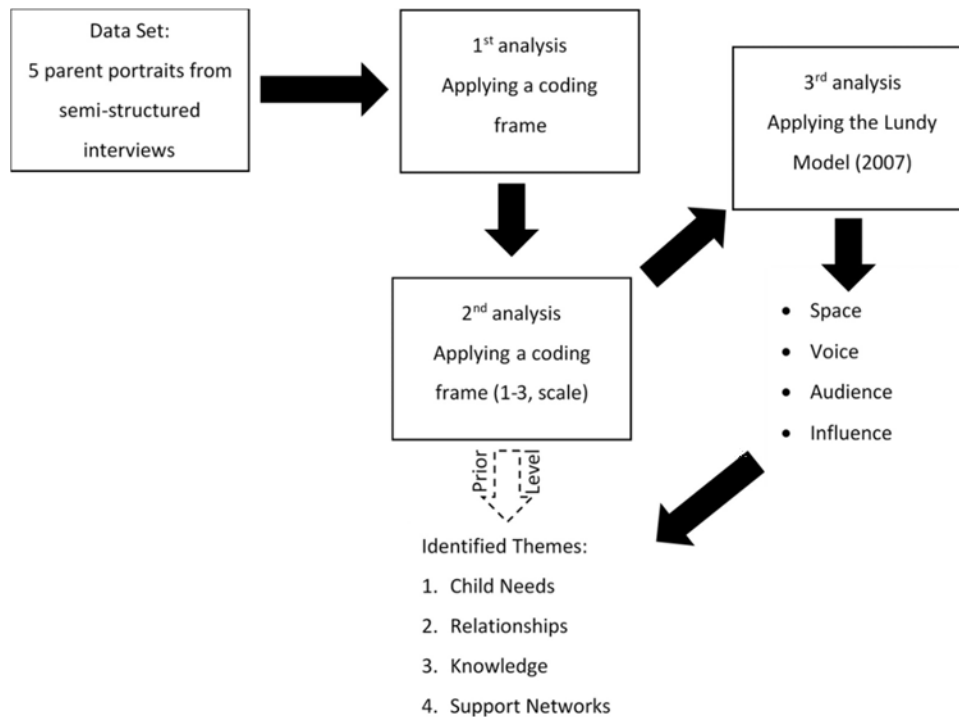 Data Set:
5 parent portraits from
semi-structured
interviews
1st analysis
Applying a coding
frame
2nd analysis
Applying a coding
frame (1-3, scale)
3rd analysis
Applying the Lundy
Model (2007)
• Space
• Voice
• Audience
• Influence
Prior
Level
Identified Themes:
1. Child Needs
2. Relationships
3. Knowledge
4. Support Networks